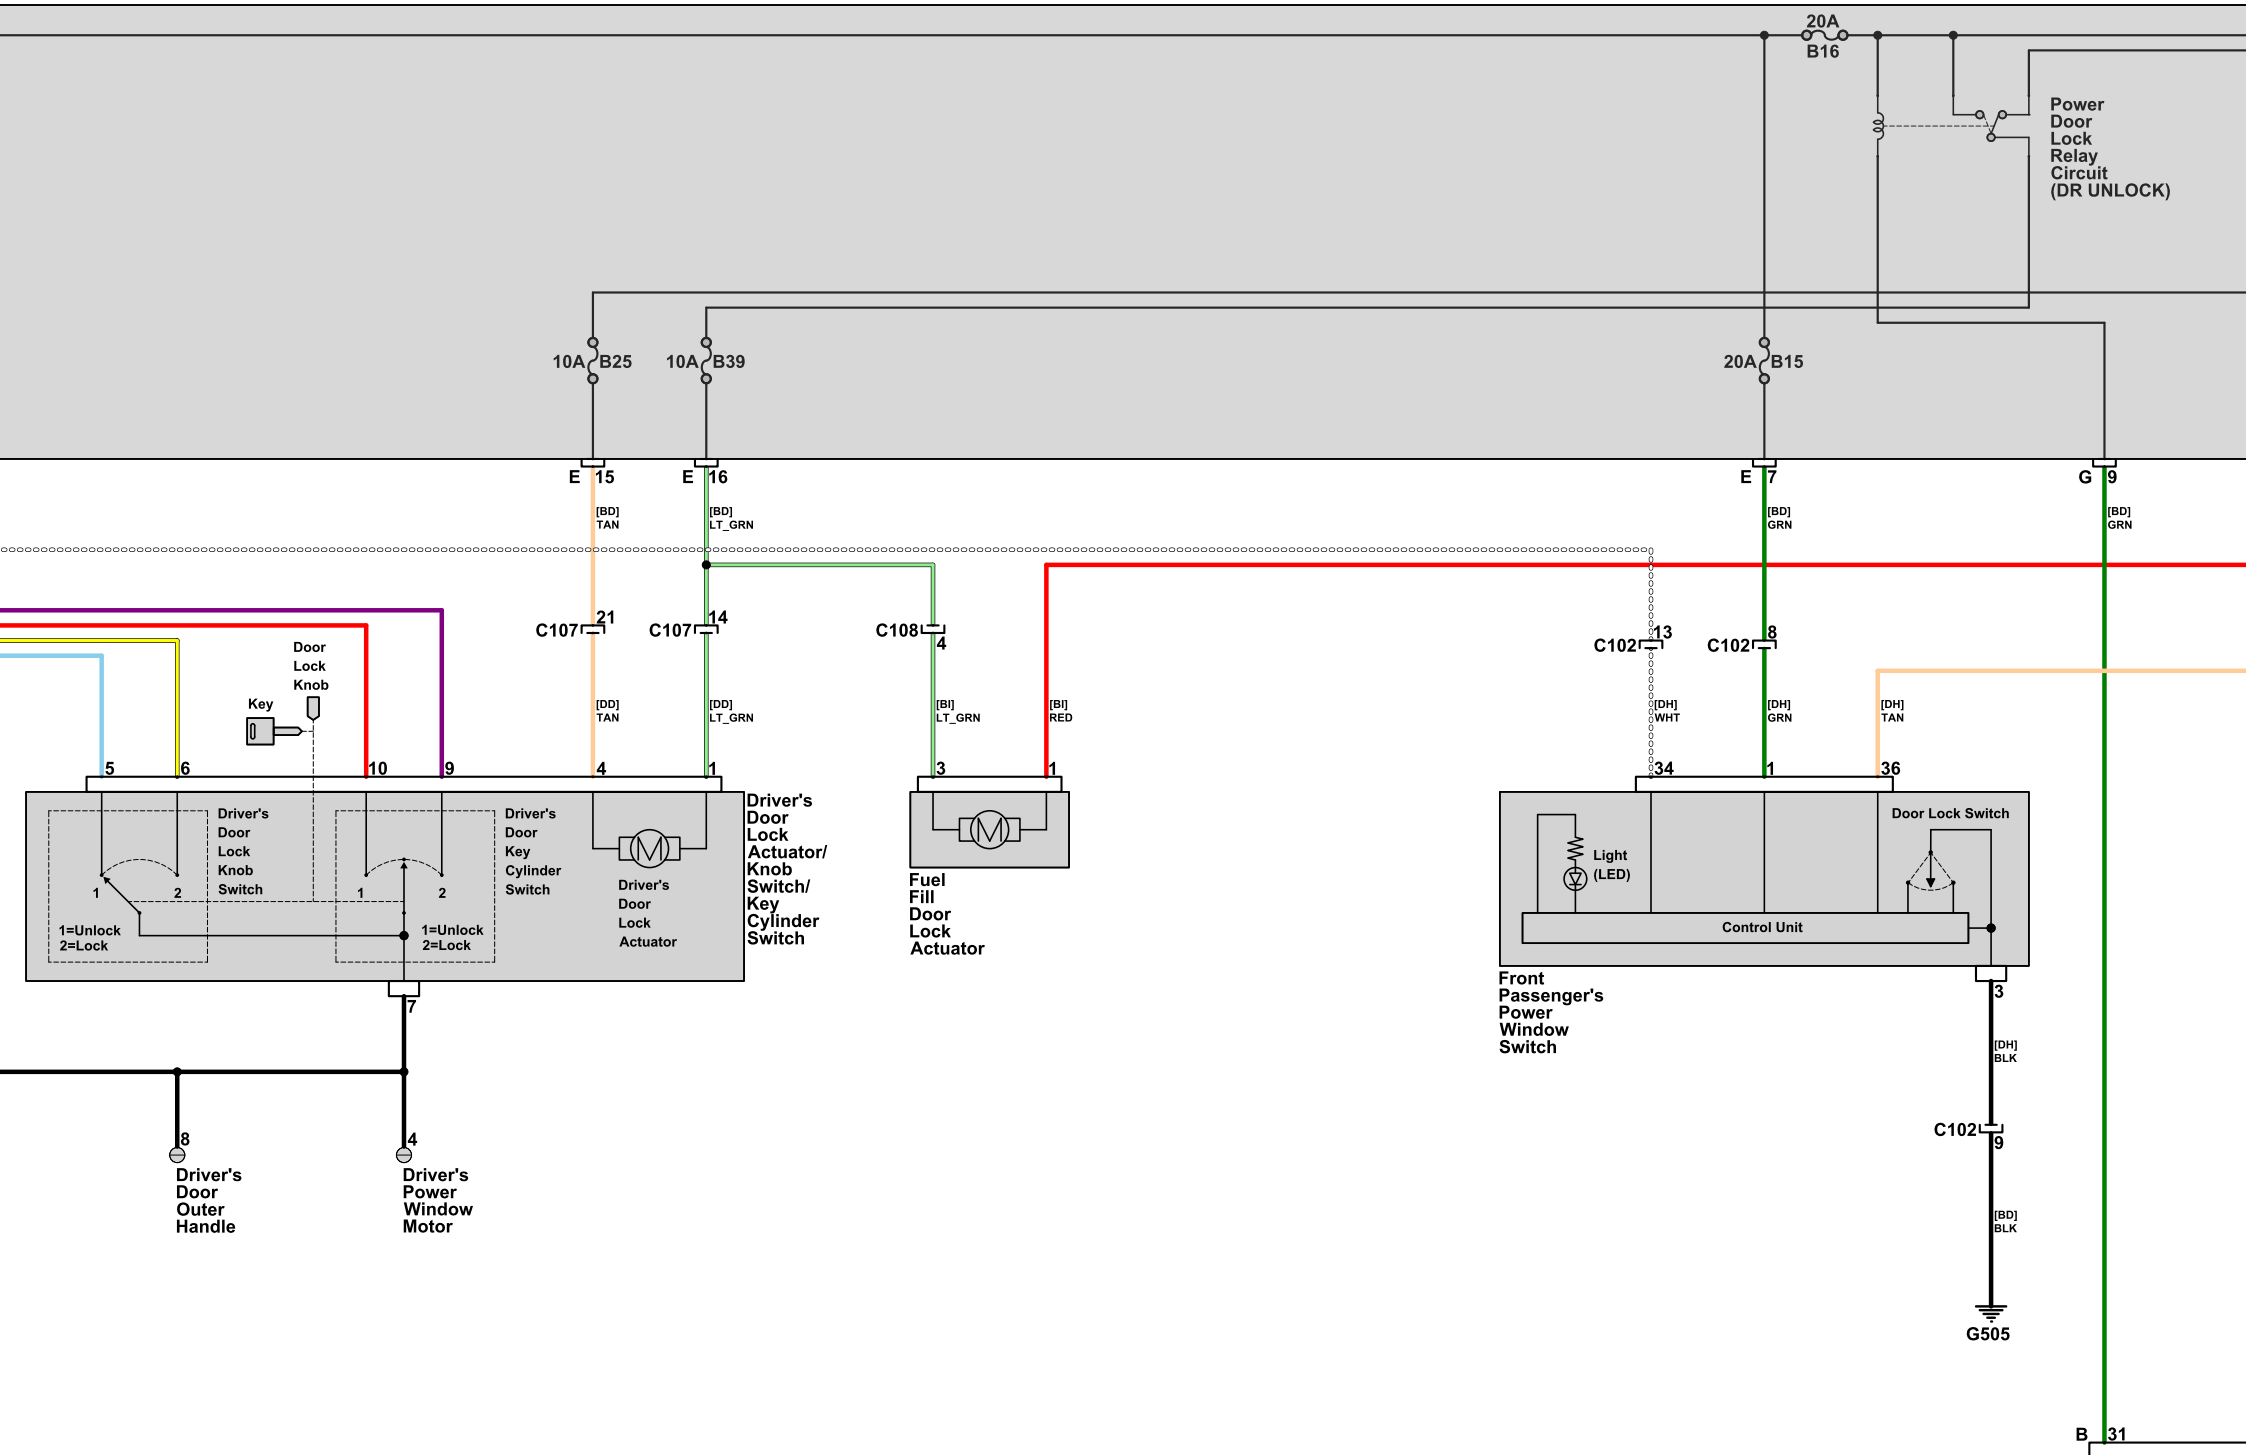 20A
B16
Power
Door
Lock
Relay
Circuit
(DR UNLOCK)
10A B25
10A B39
20A B15
E 15
E 16
E 7
G 9
[BD]
TAN
[BD]
LT_GRN
[BD]
GRN
[BD]
GRN
C107 21
C107 14
C108 4
C102 13
C102 8
Door
Lock
Knob
Key
[DD]
TAN
[DD]
LT_GRN
[BI]
LT_GRN
[BI]
RED
[DH]
WHT
[DH]
GRN
[DH]
TAN
5 6 10 9 4 1
3 1
34 1 36
Driver's
Door
Lock
Knob
Switch
1 2
1=Unlock
2=Lock
Driver's
Door
Key
Cylinder
Switch
1 2
1=Unlock
2=Lock
M
Driver's
Door
Lock
Actuator
Driver's
Door
Lock
Actuator/
Knob
Switch/
Key
Cylinder
Switch
M
Fuel
Fill
Door
Lock
Actuator
Light
(LED)
Door Lock Switch
Control Unit
Front
Passenger's
Power
Window
Switch
7
3
[DH]
BLK
C102 9
[BD]
BLK
G505
8
Driver's
Door
Outer
Handle
4
Driver's
Power
Window
Motor
B 31